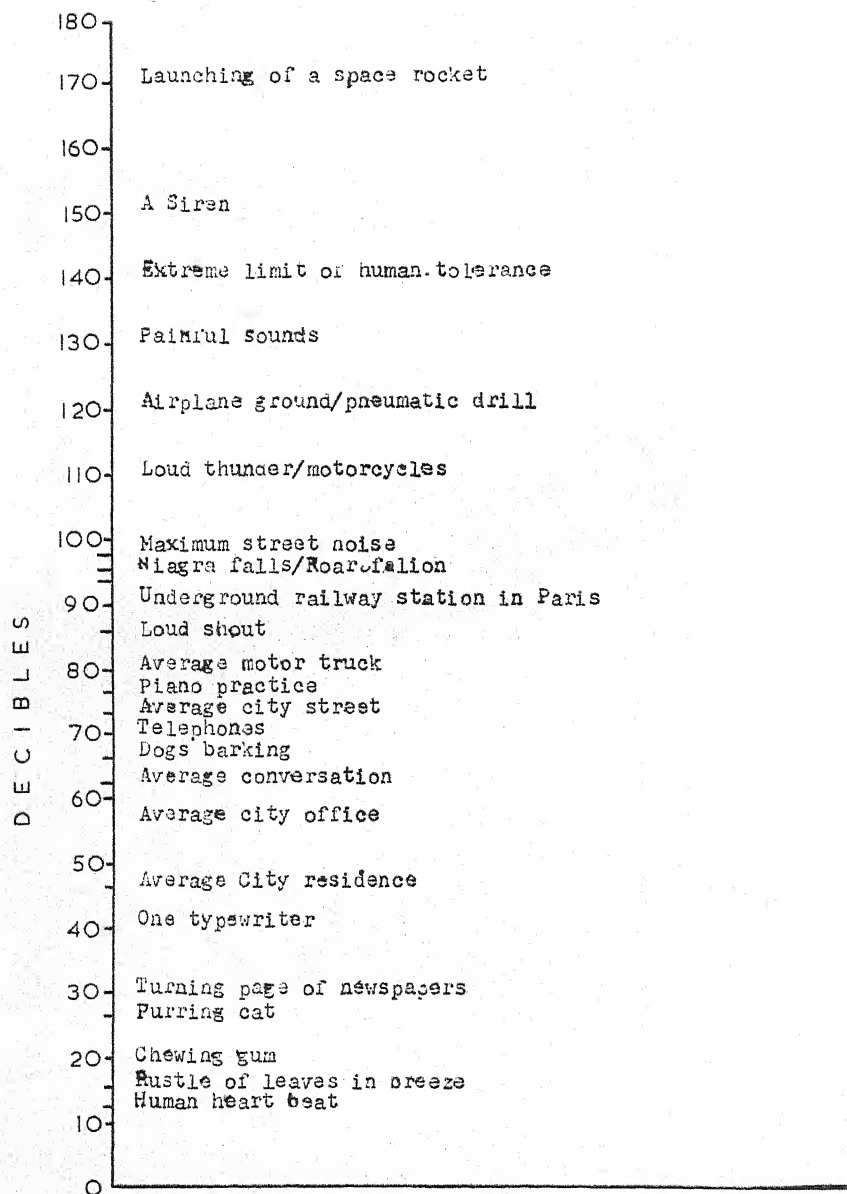 180
Launching of a space rocket
170
160
A Siren
150
Extreme limit of human tolerance
140
Painful sounds
130
Airplane ground/pneumatic drill
120
Loud thunder/motorcycles
110
100
Maximum street noise
Niagra falls/Roarofalion
Underground railway station in Paris
90
Loud shout
Average motor truck
80
Piano practice
Average city street
Telephones
70
Dogs' barking
Average conversation
60
Average city office
50
Average City residence
One typewriter
40
Turning page of newspapers
30
Purring cat
Chewing gum
20
Rustle of leaves in breeze
Human heart beat
10
0
DECIBLES